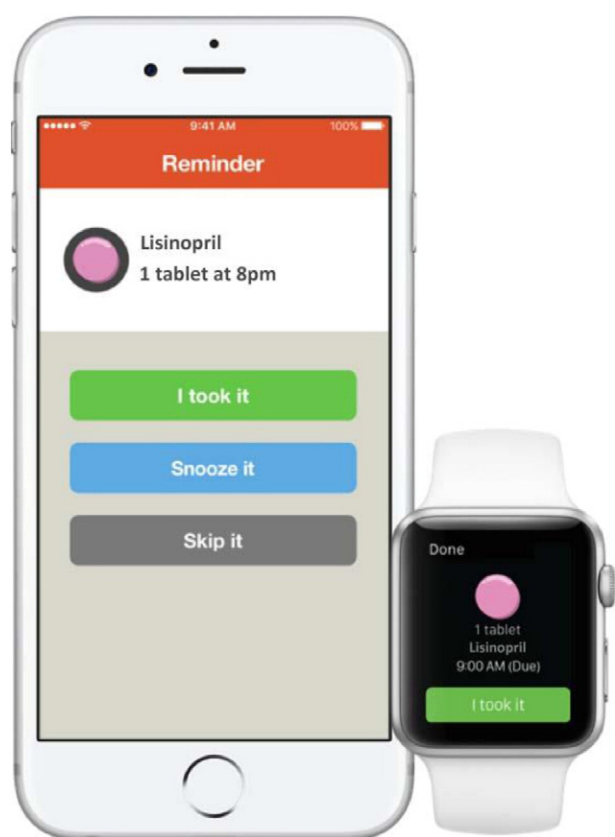 9:41 AM
100%
Reminder
Lisinopril
1 tablet at 8pm
I took it
Snooze it
Skip it
Done
1 tablet
Lisinopril
9:00 AM (Due)
I took it